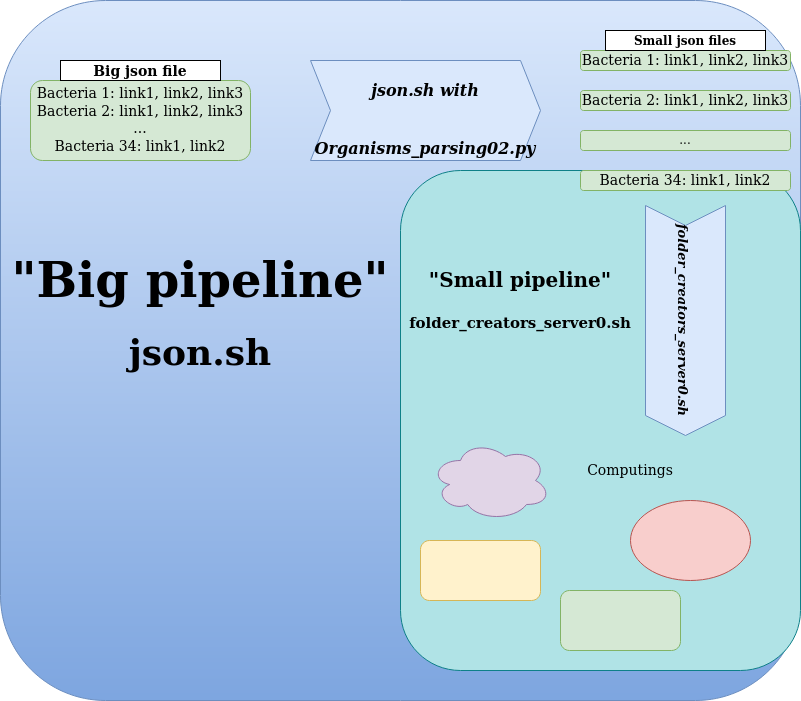 Big json file
Bacteria 1: link1, link2, link3
Bacteria 2: link1, link2, link3
...
Bacteria 34: link1, link2
json.sh with
Organisms_parsing02.py
Small json files
Bacteria 1: link1, link2, link3
Bacteria 2: link1, link2, link3
...
Bacteria 34: link1, link2
"Big pipeline"
json.sh
"Small pipeline"
folder_creators_server0.sh
folder_creators_server0.sh
Computings